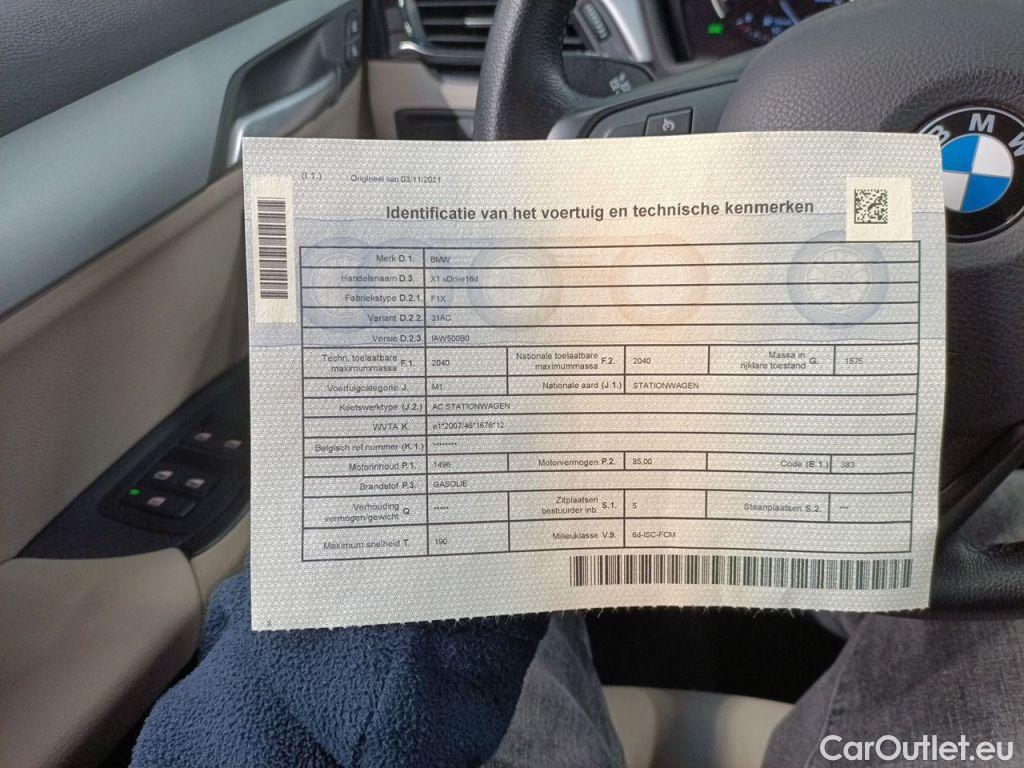 BMW
(I.1.) Origineel van 03/11/2021
Identificatie van het voertuig en technische kenmerken
Merk D.1. BMW
Handelsnaam D.3. X1 sDrive16d
Fabriekstype D.2.1. F1X
Variant D.2.2. 31AC
Versie D.2.3. IAW500B0
Techn. toelaatbare maximummassa F.1. 2040 Nationale toelaatbare maximummassa F.2. 2040 Massa in rijklare toestand G. 1575
Voertuigcategorie J. M1 Nationale aard (J.1.) STATIONWAGEN
Koetswerktype (J.2.) AC STATIONWAGEN
WVTA K. e1*2007/46*1676*12
Belgisch ref.nummer (K.1.) ********
Motorinhoud P.1. 1496 Motorvermogen P.2. 85,00 Code (E.1.) 383
Brandstof P.3. GASOLIE
Verhouding vermogen/gewicht Q. ----- Zitplaatsen bestuurder inb. S.1. 5 Staanplaatsen S.2. ---
Maximum snelheid T. 190 Milieuklasse V.9. 6d-ISC-FCM
CarOutlet.eu